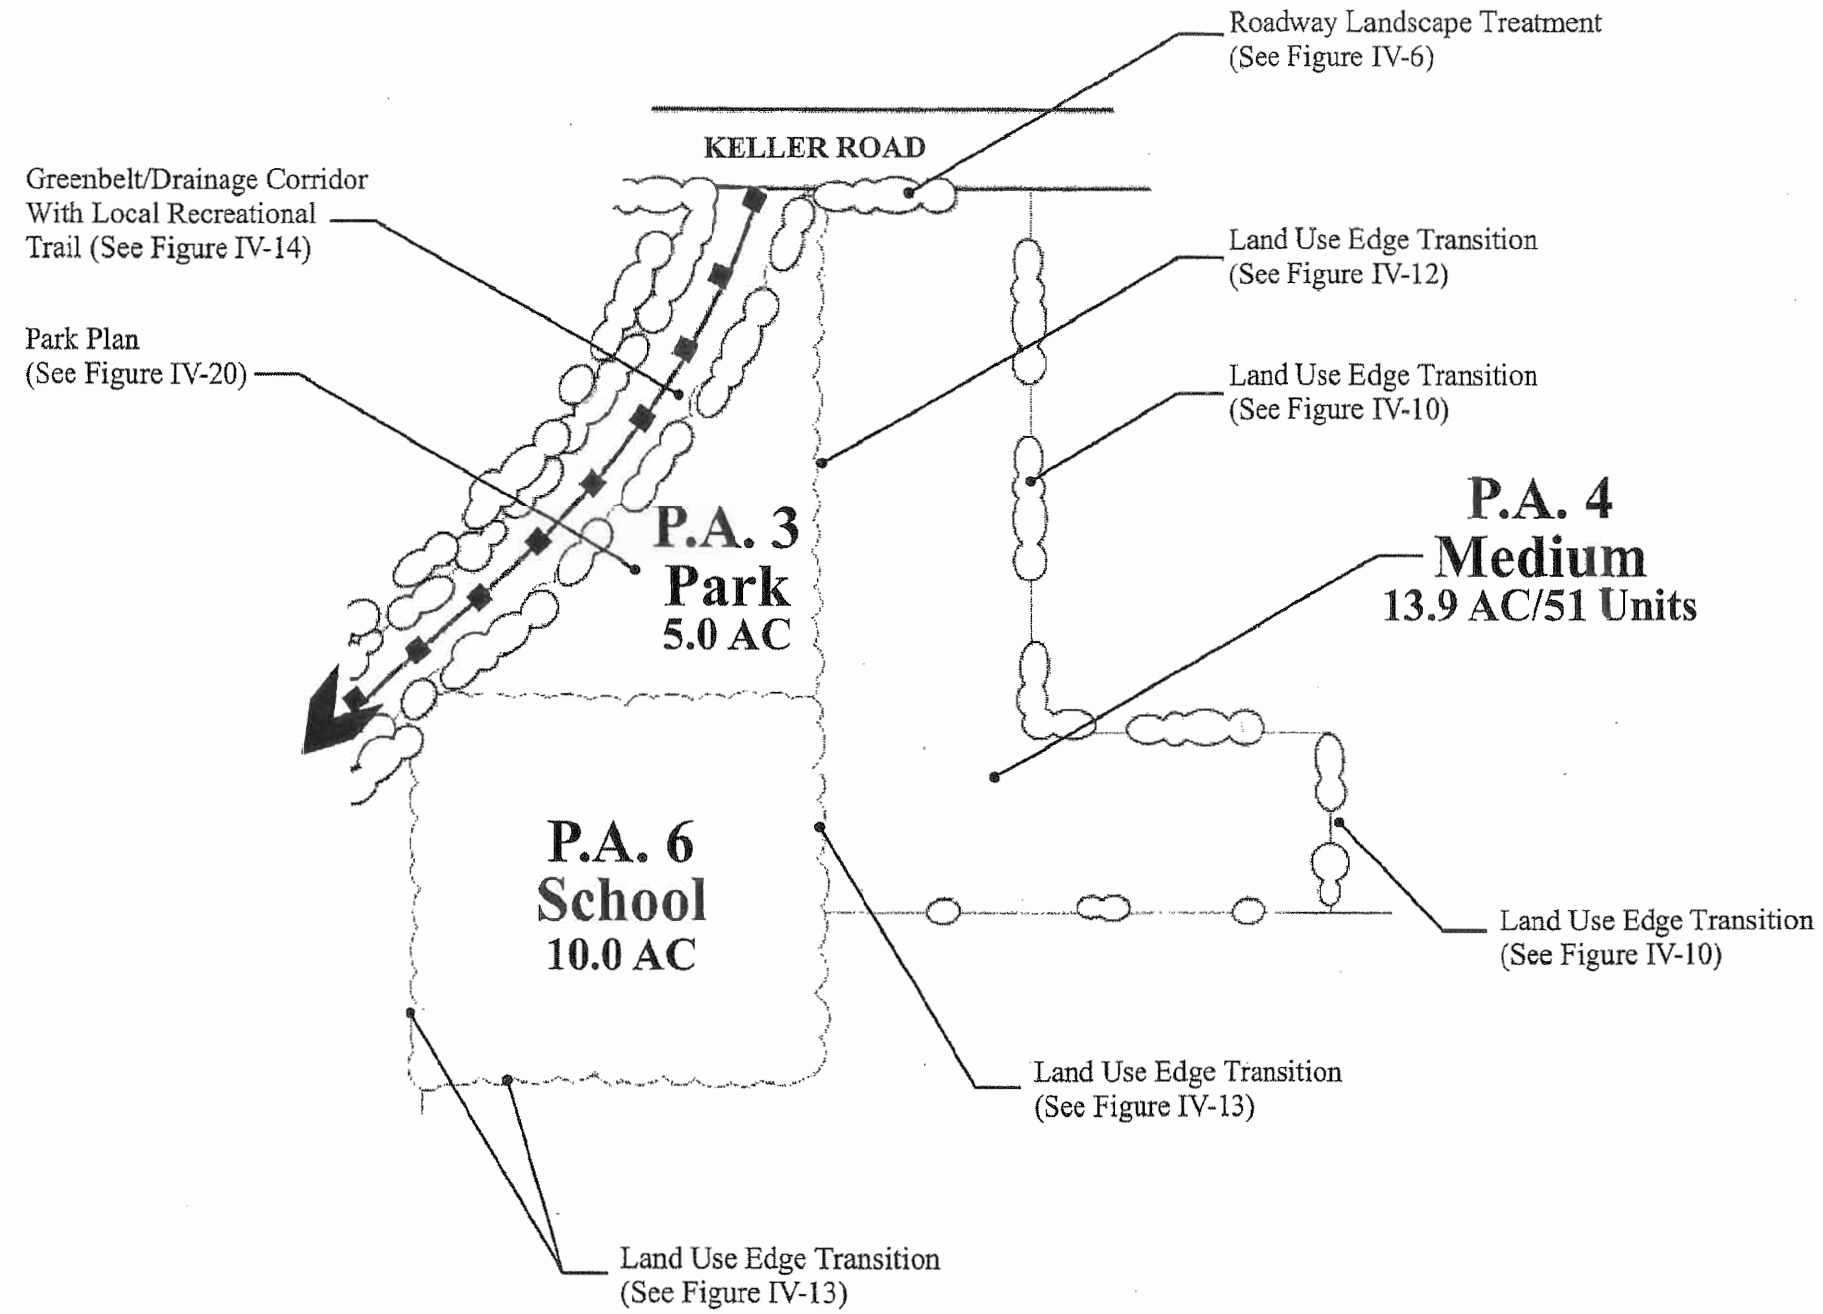 Roadway Landscape Treatment
(See Figure IV-6)
KELLER ROAD
Greenbelt/Drainage Corridor
With Local Recreational
Trail (See Figure IV-14)
Land Use Edge Transition
(See Figure IV-12)
Park Plan
(See Figure IV-20)
Land Use Edge Transition
(See Figure IV-10)
P.A. 4
Medium
13.9 AC/51 Units
P.A. 3
Park
5.0 AC
P.A. 6
School
10.0 AC
Land Use Edge Transition
(See Figure IV-10)
Land Use Edge Transition
(See Figure IV-13)
Land Use Edge Transition
(See Figure IV-13)